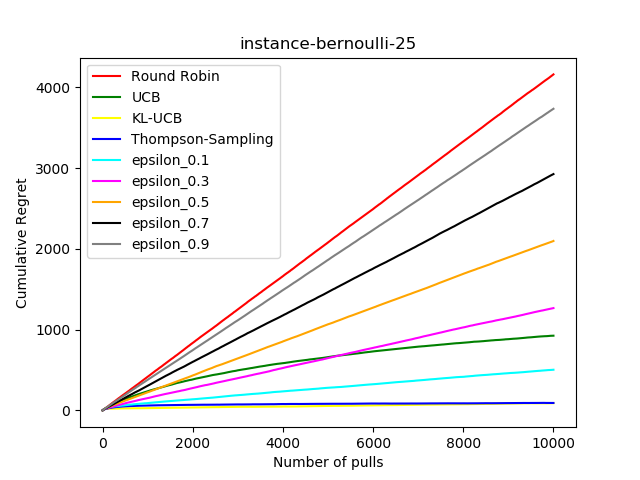 instance-bernoulli-25
Cumulative Regret
4000
3000
2000
1000
0
Round Robin
UCB
KL-UCB
Thompson-Sampling
epsilon_0.1
epsilon_0.3
epsilon_0.5
epsilon_0.7
epsilon_0.9
0 2000 4000 6000 8000 10000
Number of pulls